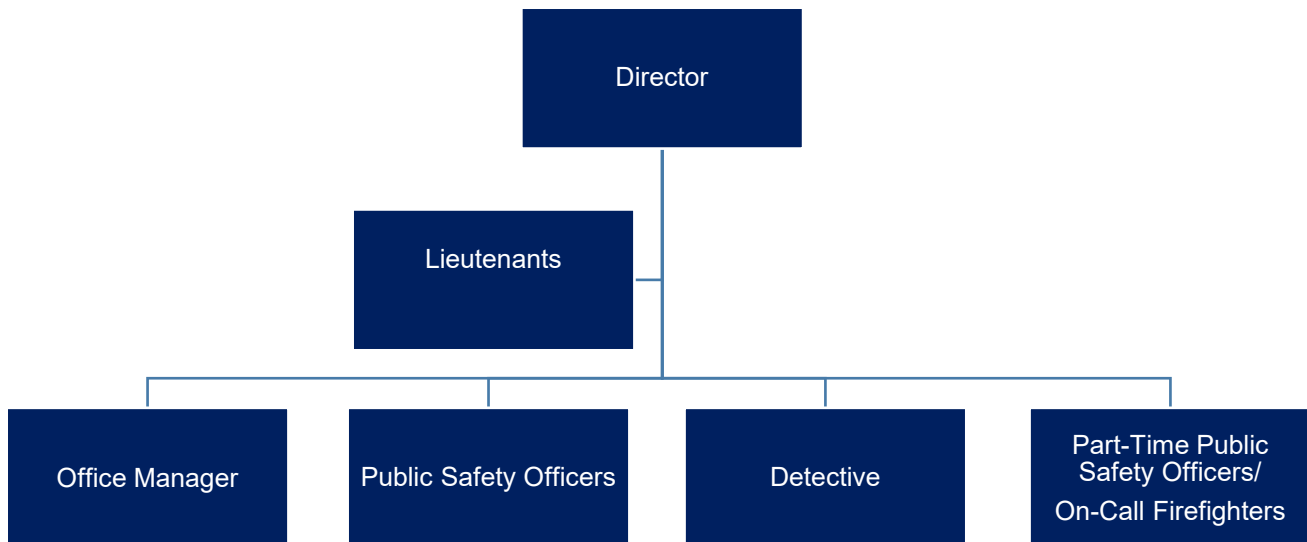 Director
Lieutenants
Office Manager
Public Safety Officers
Detective
Part-Time Public
Safety Officers/
On-Call Firefighters